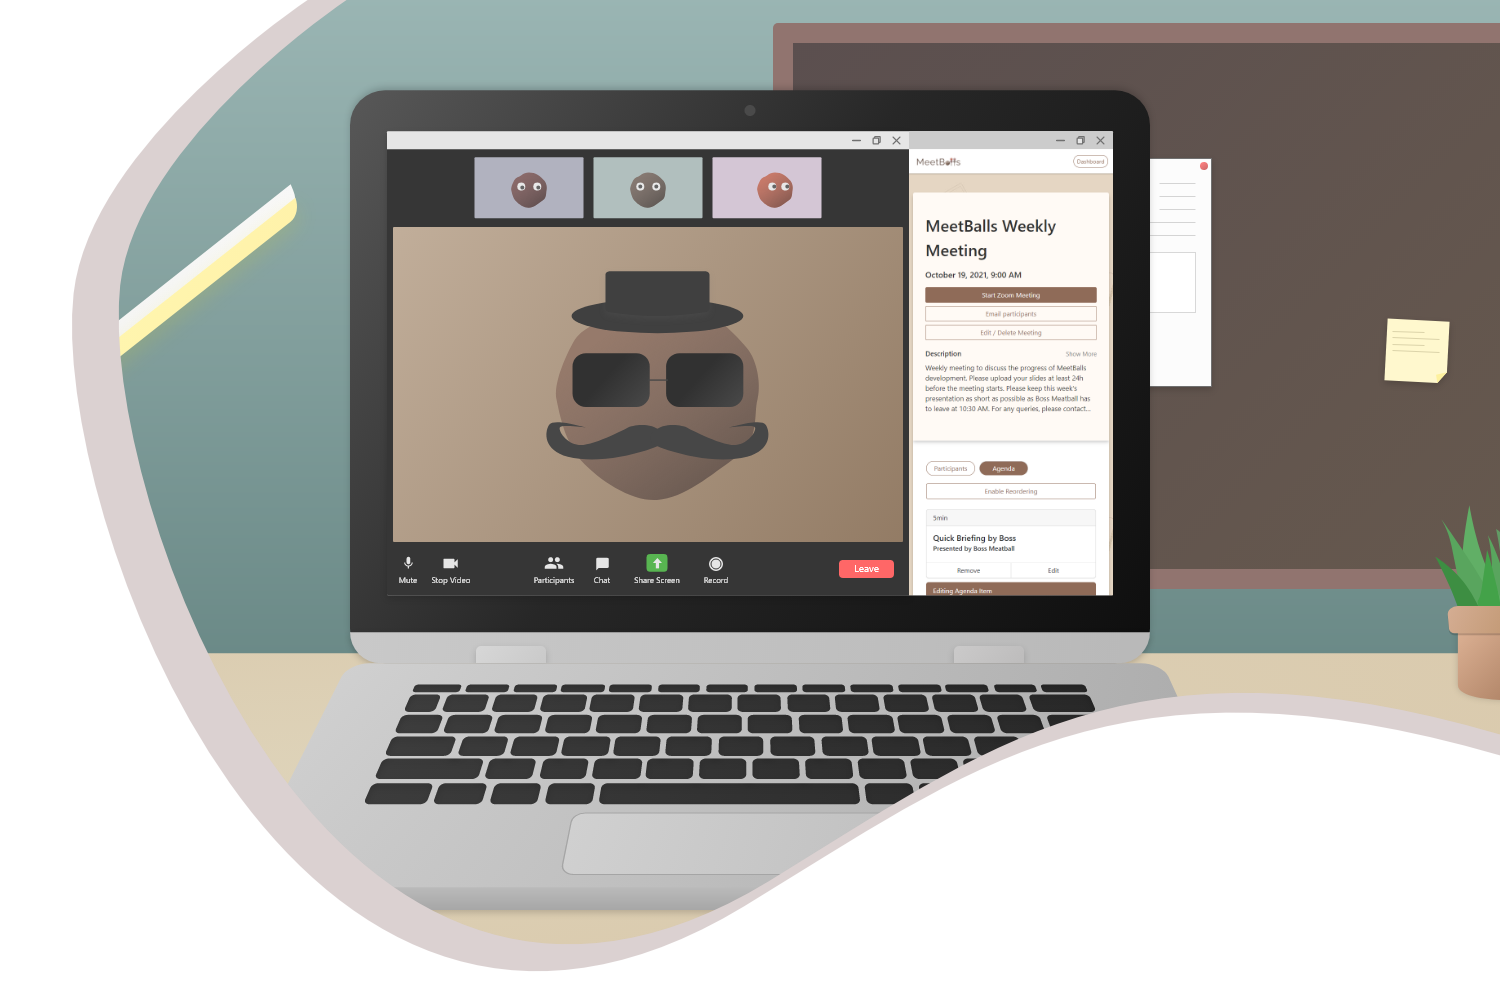 MeetBalls
Dashboard
MeetBalls Weekly
Meeting
October 19, 2021, 9:00 AM
Start Zoom Meeting
Email participants
Edit / Delete Meeting
Description
Show More
Weekly meeting to discuss the progress of MeetBalls
development. Please upload your slides at least 24h
before the meeting starts. Please keep this week's
presentation as short as possible as Boss Meatball has
to leave at 10:30 AM. For any queries, please contact...
Participants
Agenda
Enable Reordering
5min
Quick Briefing by Boss
Presented by Boss Meatball
Remove
Edit
Editing Agenda Item
Mute
Stop Video
Participants
Chat
Share Screen
Record
Leave